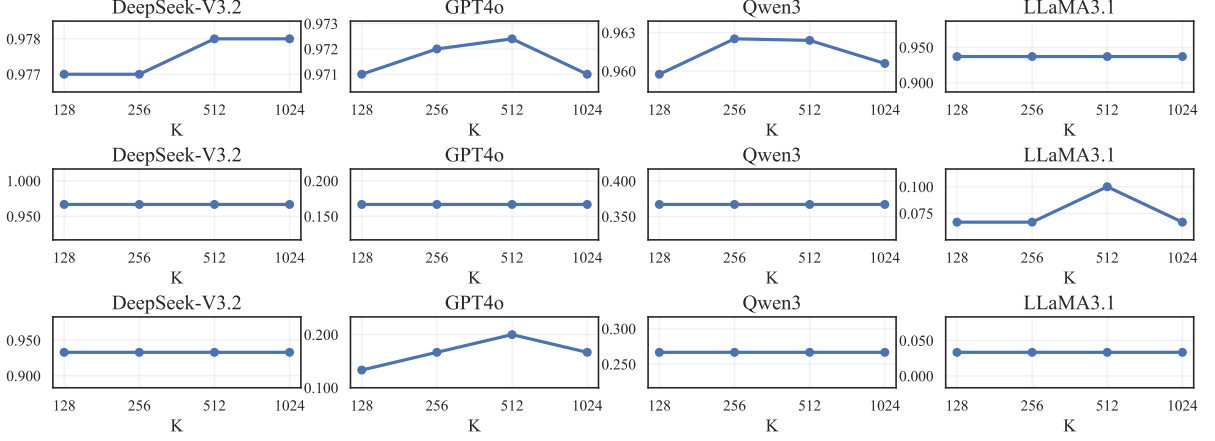 DeepSeek-V3.2 GPT4o Qwen3 LLaMA3.1
0.978 0.973 0.963 0.950
0.977 0.972 0.960 0.900
0.971
128 256 512 1024 128 256 512 1024 128 256 512 1024 128 256 512 1024
K K K K
DeepSeek-V3.2 GPT4o Qwen3 LLaMA3.1
1.000 0.200 0.400 0.100
0.950 0.150 0.350 0.075
128 256 512 1024 128 256 512 1024 128 256 512 1024 128 256 512 1024
K K K K
DeepSeek-V3.2 GPT4o Qwen3 LLaMA3.1
0.950 0.200 0.300 0.050
0.900 0.100 0.250 0.000
128 256 512 1024 128 256 512 1024 128 256 512 1024 128 256 512 1024
K K K K